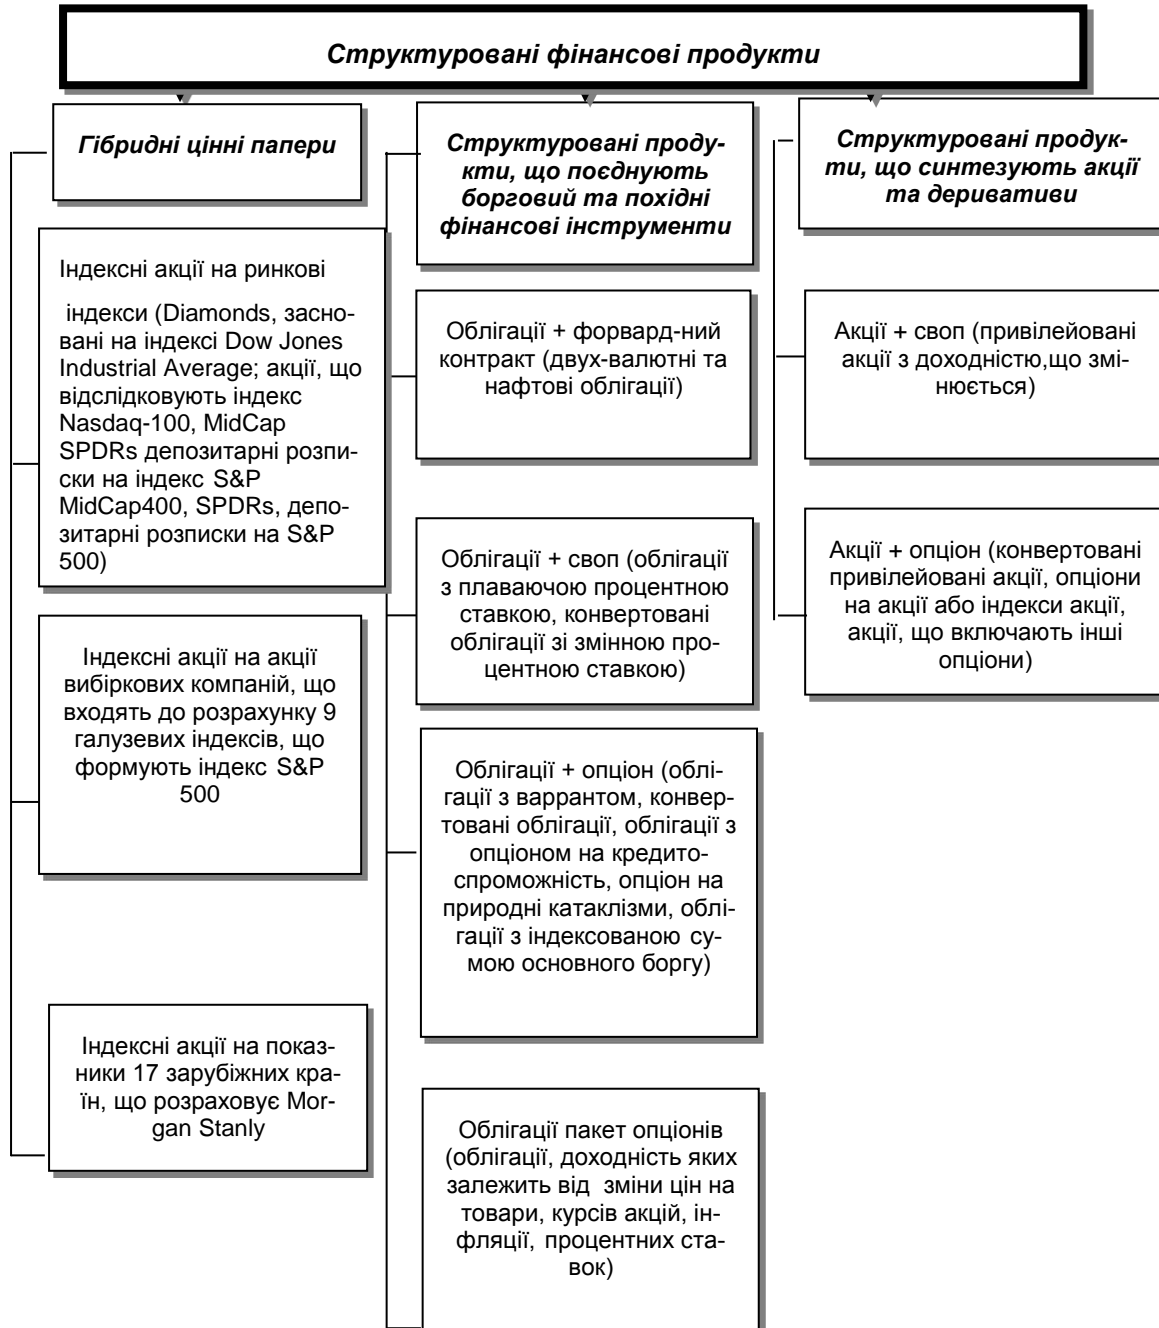 Структуровані фінансові продукти
Гібридні цінні папери
Індексні акції на ринкові
індекси (Diamonds, засно-
вані на індексі Dow Jones
Industrial Average; акції, що
відслідковують індекс
Nasdaq-100, MidCap
SPDRs депозитарні розпи-
ски на індекс S&P
MidCap400, SPDRs, депо-
зитарні розписки на S&P
500)
Індексні акції на акції
вибіркових компаній, що
входять до розрахунку 9
галузевих індексів, що
формують індекс S&P
500
Індексні акції на показ-
ники 17 зарубіжних кра-
їн, що розраховує Mor-
gan Stanly
Структуровані проду-
кти, що поєднують
борговий та похідні
фінансові інструменти
Облігації + форвард-ний
контракт (двух-валютні та
нафтові облігації)
Облігації + своп (облігації
з плаваючою процентною
ставкою, конвертовані
облігації зі змінною про-
центною ставкою)
Облігації + опціон (облі-
гації з варрантом, конвер-
товані облігації, облігації з
опціоном на кредито-
спроможність, опціон на
природні катаклізми, облі-
гації з індексованою су-
мою основного боргу)
Облігації пакет опціонів
(облігації, доходність яких
залежить від зміни цін на
товари, курсів акцій, ін-
фляції, процентних ста-
вок)
Структуровані продук-
ти, що синтезують акції
та деривативи
Акції + своп (привілейовані
акції з доходністю,що змі-
нюється)
Акції + опціон (конвертовані
привілейовані акції, опціони
на акції або індекси акції,
акції, що включають інші
опціони)